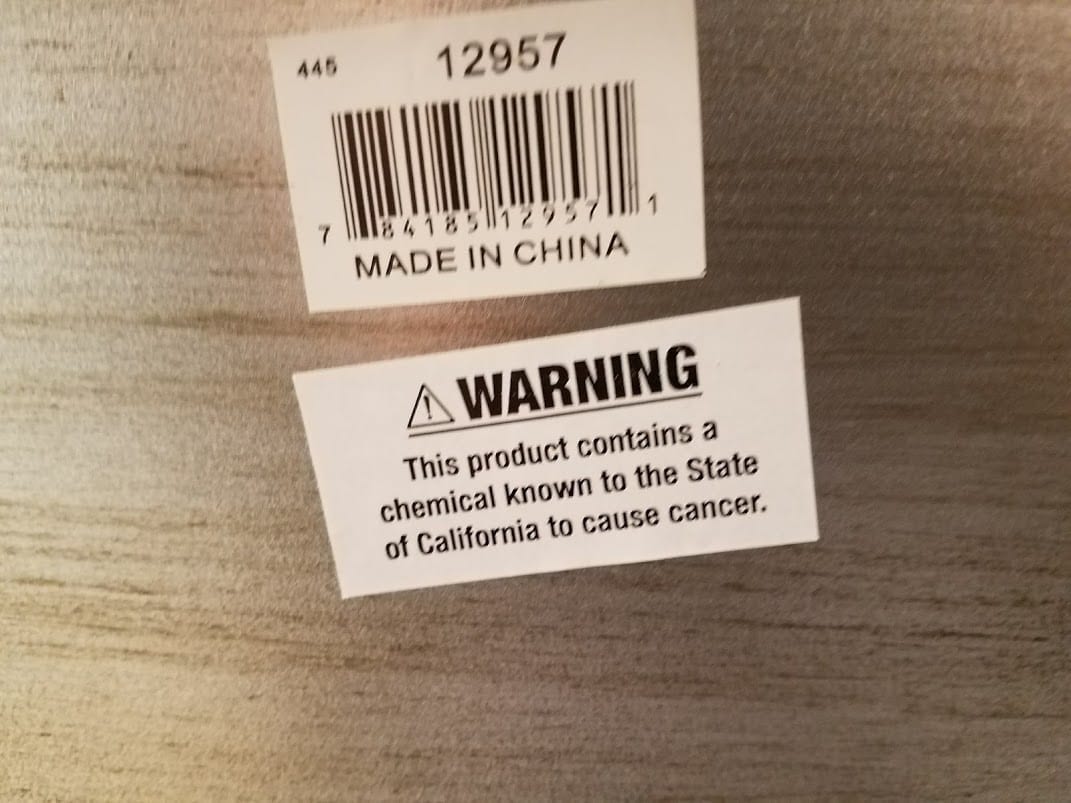 445 12957
7 84185 12957 1
MADE IN CHINA
WARNING
This product contains a
chemical known to the State
of California to cause cancer.